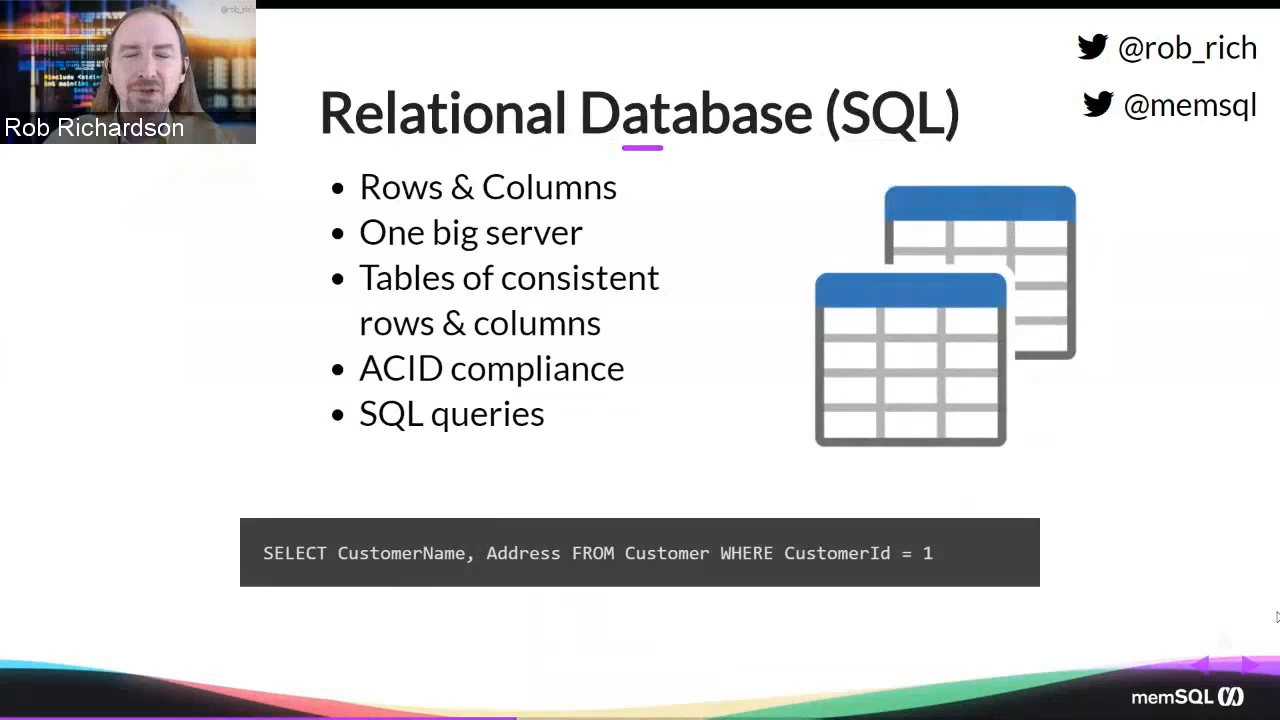 @rob_rich
Rob Richardson
@rob_rich
@memsql
Relational Database (SQL)
Rows & Columns
One big server
Tables of consistent
rows & columns
ACID compliance
SQL queries
SELECT CustomerName, Address FROM Customer WHERE CustomerId = 1
memSQL